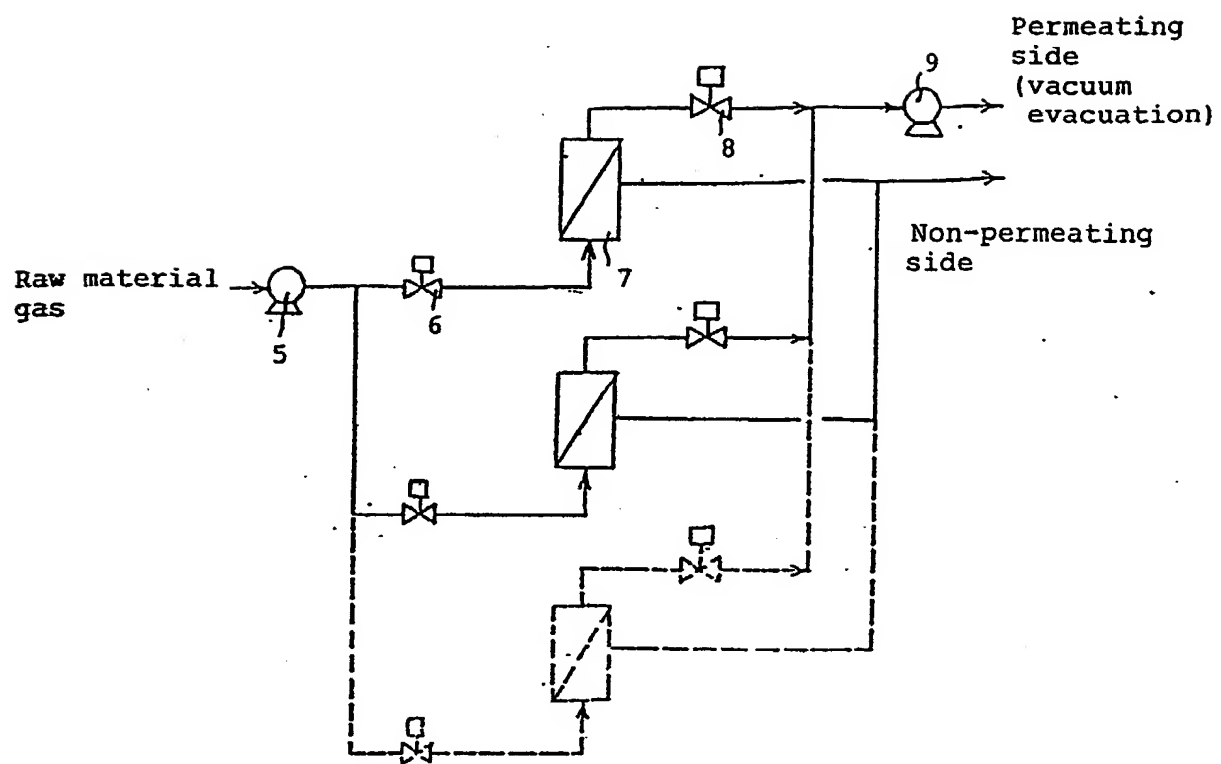 Permeating
side
(vacuum
evacuation)
9
8
Non-permeating
side
7
Raw material
gas
6
5